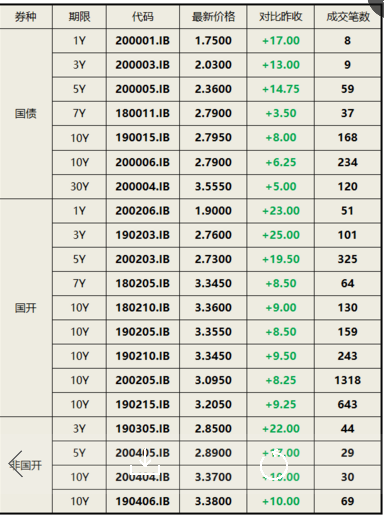 券种 期限 代码 最新价格 对比昨收 成交笔数
国债 1Y 200001.IB 1.7500 +17.00 8
3Y 200003.IB 2.0300 +13.00 9
5Y 200005.IB 2.3600 +14.75 59
7Y 180011.IB 2.7900 +3.50 37
10Y 190015.IB 2.7950 +8.00 168
10Y 200006.IB 2.7900 +6.25 234
30Y 200004.IB 3.5550 +5.00 120
国开 1Y 200206.IB 1.9000 +23.00 51
3Y 190203.IB 2.7600 +25.00 101
5Y 200203.IB 2.7300 +19.50 325
7Y 180205.IB 3.3450 +8.50 64
10Y 180210.IB 3.3600 +9.00 130
10Y 190205.IB 3.3550 +8.50 159
10Y 190210.IB 3.3450 +9.50 243
10Y 200205.IB 3.0950 +8.25 1318
10Y 190215.IB 3.2050 +9.25 643
非国开 3Y 190305.IB 2.8500 +22.00 44
5Y 2.8900 29
10Y 200404.IB 3.3700 30
10Y 190406.IB 3.3800 +10.00 69